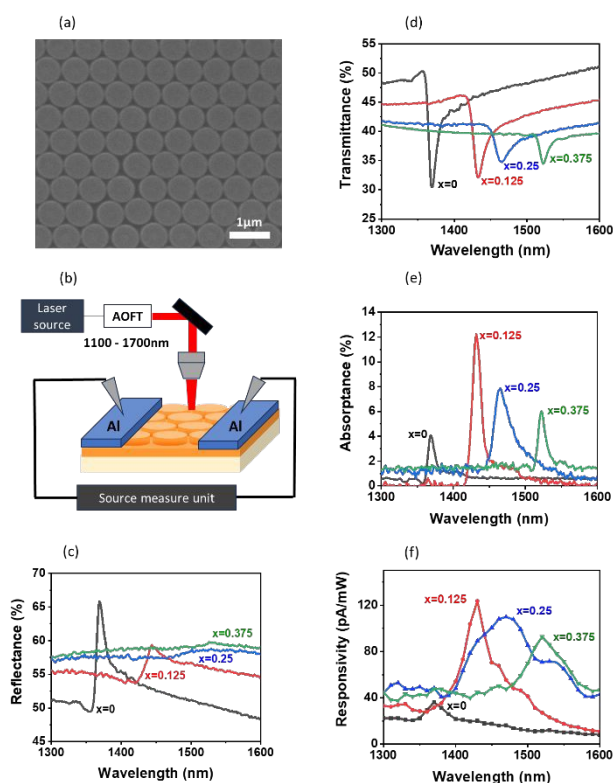 (a)
1μm
(b)
Laser
source
AOFT
1100 - 1700nm
Al
Al
Source measure unit
(c)
Reflectance (%)
70
65
60
55
50
45
x=0.375
x=0.25
x=0.125
x=0
1300
1400
1500
1600
Wavelength (nm)
(d)
Transmittance (%)
55
50
45
40
35
30
25
x=0.25
x=0.375
x=0.125
x=0
1300
1400
1500
1600
Wavelength (nm)
(e)
Absorptance (%)
14
12
10
8
6
4
2
0
x=0.125
x=0.25
x=0.375
x=0
1300
1400
1500
1600
Wavelength (nm)
(f)
Responsivity (pA/mW)
160
120
80
40
0
x=0.125
x=0.25
x=0.375
x=0
1300
1400
1500
1600
Wavelength (nm)